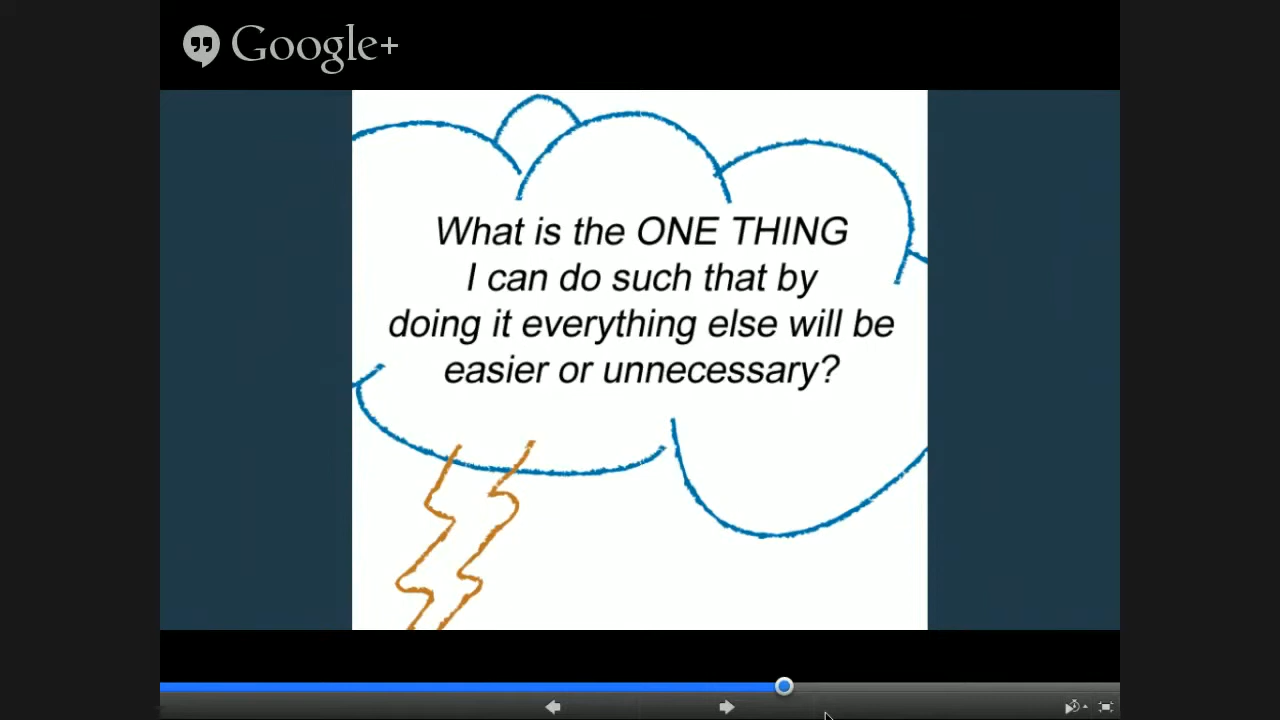 Google+
What is the ONE THING
I can do such that by
doing it everything else will be
easier or unnecessary?